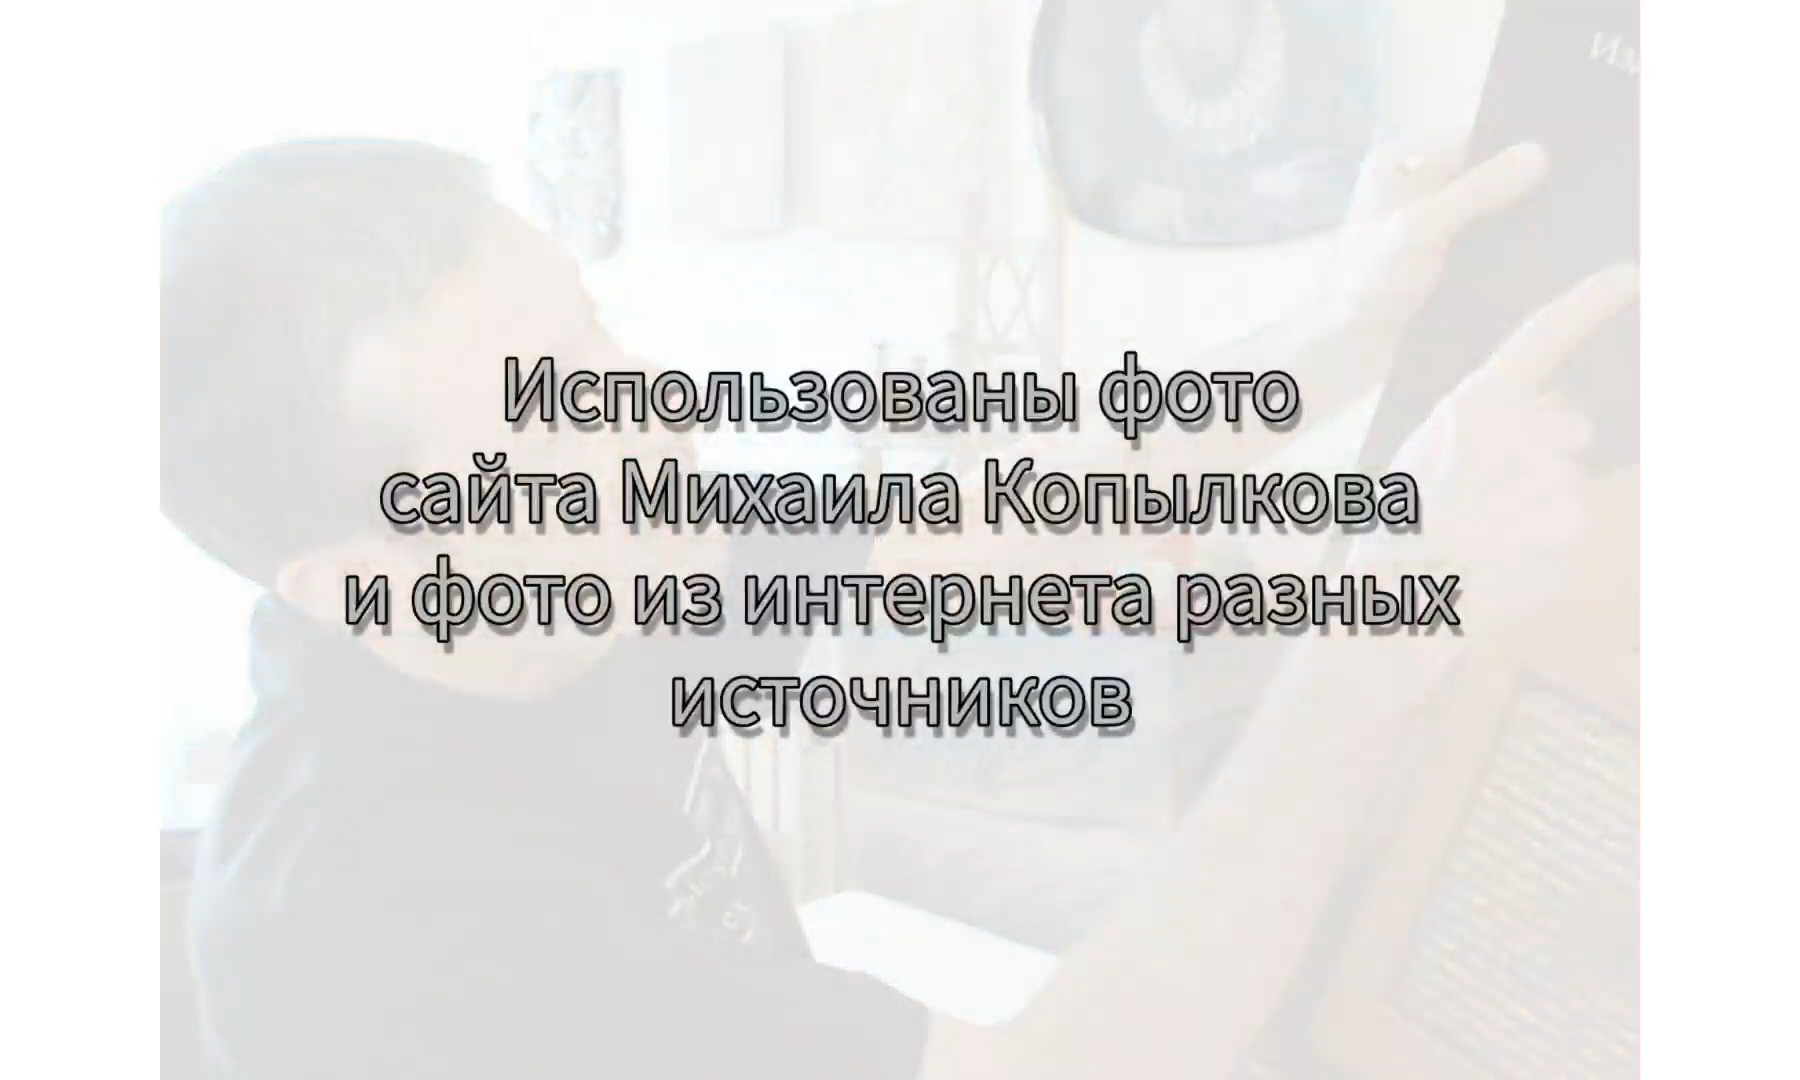 Использованы фото
сайта Михаила Копылкова
и фото из интернета разных
источников